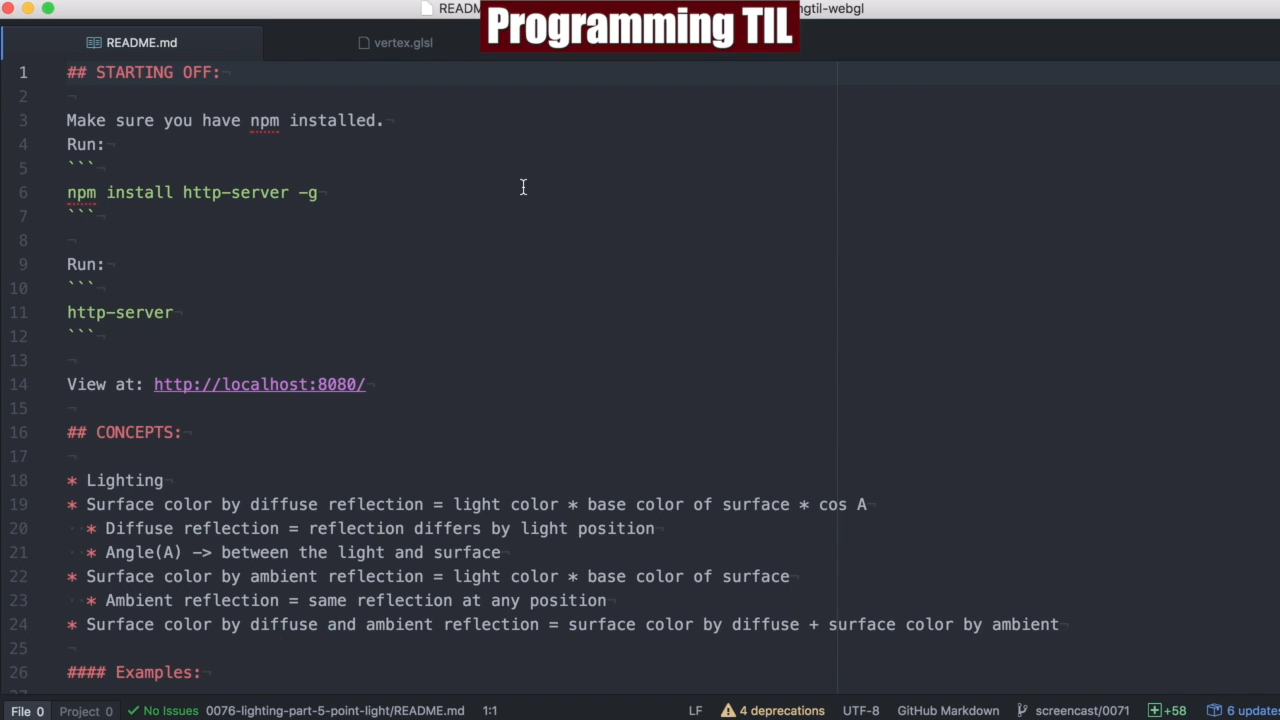 README
ngtil-webgl
Programming TIL
README.md
vertex.glsl
1 ## STARTING OFF:
2
3 Make sure you have npm installed.
4 Run:
5 ```
6 npm install http-server -g
7 ```
8
9 Run:
10 ```
11 http-server
12 ```
13
14 View at: http://localhost:8080/
15
16 ## CONCEPTS:
17
18 * Lighting
19 * Surface color by diffuse reflection = light color * base color of surface * cos A
20 * Diffuse reflection = reflection differs by light position
21 * Angle(A) -> between the light and surface
22 * Surface color by ambient reflection = light color * base color of surface
23 * Ambient reflection = same reflection at any position
24 * Surface color by diffuse and ambient reflection = surface color by diffuse + surface color by ambient
25
26 #### Examples:
File 0 Project 0 No Issues 0076-lighting-part-5-point-light/README.md 1:1 LF 4 deprecations UTF-8 GitHub Markdown screencast/0071 +58 6 update